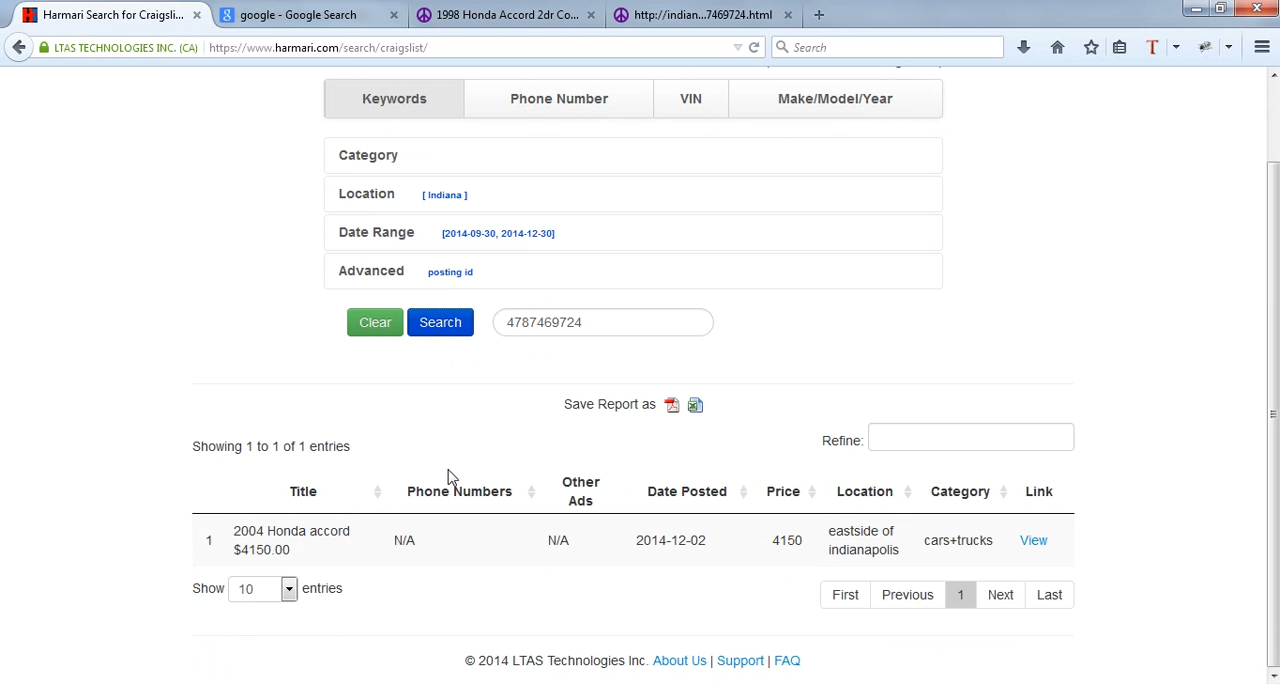 Harmari Search for Craigsli... × google - Google Search × 1998 Honda Accord 2dr Co... × http://indian...7469724.html × +
LTAS TECHNOLOGIES INC. (CA) https://www.harmari.com/search/craigslist/ Search
Keywords Phone Number VIN Make/Model/Year
Category
Location [ Indiana ]
Date Range [2014-09-30, 2014-12-30]
Advanced posting id
Clear Search 4787469724
Save Report as
Showing 1 to 1 of 1 entries Refine:
Title Phone Numbers Other Ads Date Posted Price Location Category Link
1 2004 Honda accord $4150.00 N/A N/A 2014-12-02 4150 eastside of indianapolis cars+trucks View
Show 10 entries First Previous 1 Next Last
© 2014 LTAS Technologies Inc. About Us | Support | FAQ